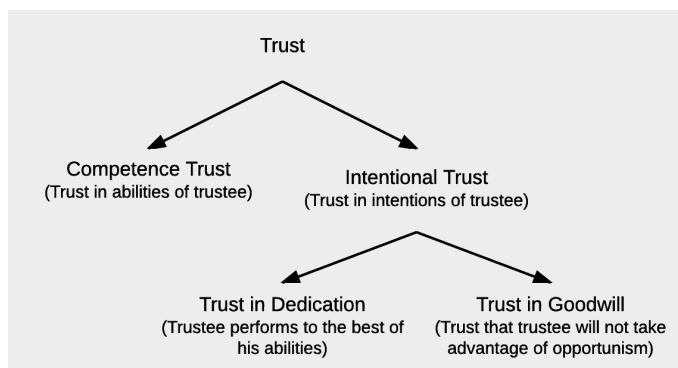 Trust
Competence Trust
(Trust in abilities of trustee)
Intentional Trust
(Trust in intentions of trustee)
Trust in Dedication
(Trustee performs to the best of
his abilities)
Trust in Goodwill
(Trust that trustee will not take
advantage of opportunism)